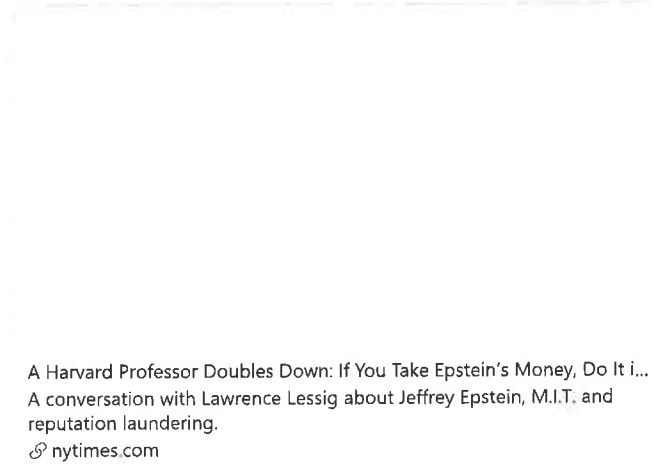 A Harvard Professor Doubles Down: If You Take Epstein's Money, Do It i...
A conversation with Lawrence Lessig about Jeffrey Epstein, M.I.T. and
reputation laundering.
nytimes.com